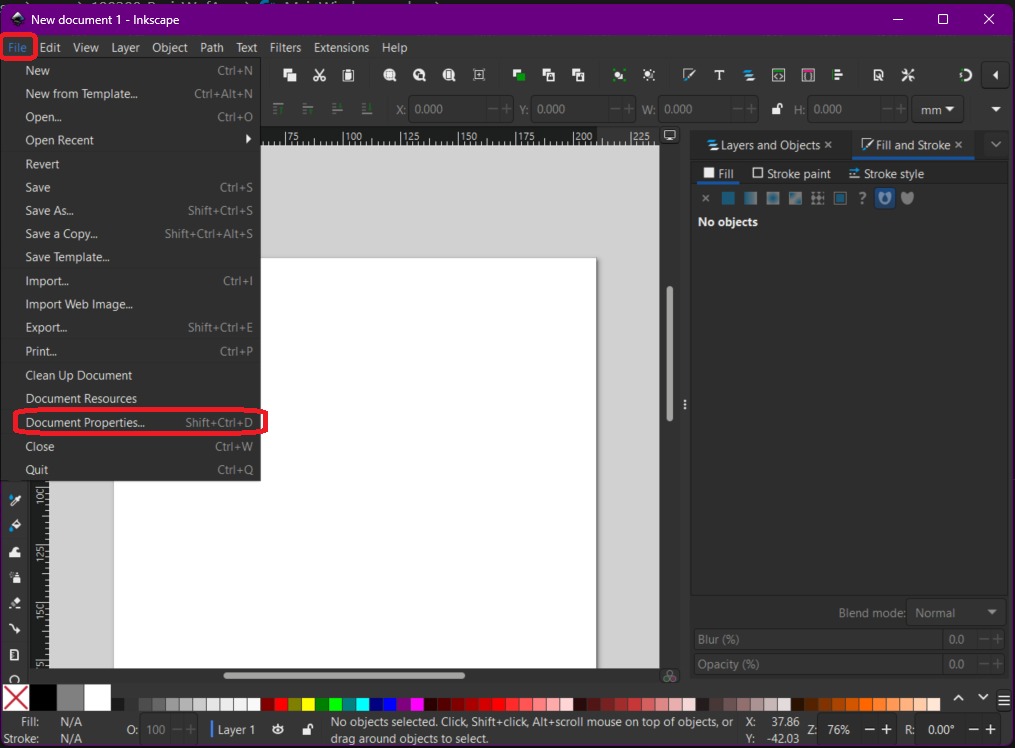 New document 1 - Inkscape
File Edit View Layer Object Path Text Filters Extensions Help
New Ctrl+N
New from Template... Ctrl+Alt+N
Open... Ctrl+O
Open Recent
Revert
Save Ctrl+S
Save As... Shift+Ctrl+S
Save a Copy... Shift+Ctrl+Alt+S
Save Template...
Import... Ctrl+I
Import Web Image...
Export... Shift+Ctrl+E
Print... Ctrl+P
Clean Up Document
Document Resources
Document Properties... Shift+Ctrl+D
Close Ctrl+W
Quit Ctrl+Q
X: 0.000 Y: 0.000 W: 0.000 H: 0.000 mm
75 100 125 150 175 200 225
100
125
150
Layers and Objects Fill and Stroke
Fill Stroke paint Stroke style
?
No objects
Blend mode: Normal
Blur (%) 0.0
Opacity (%) 0.0
Fill: N/A
Stroke: N/A
O: 100
Layer 1
No objects selected. Click, Shift+click, Alt+scroll mouse on top of objects, or
drag around objects to select.
X: 37.86
Y: -42.03
Z: 76%
R: 0.00°